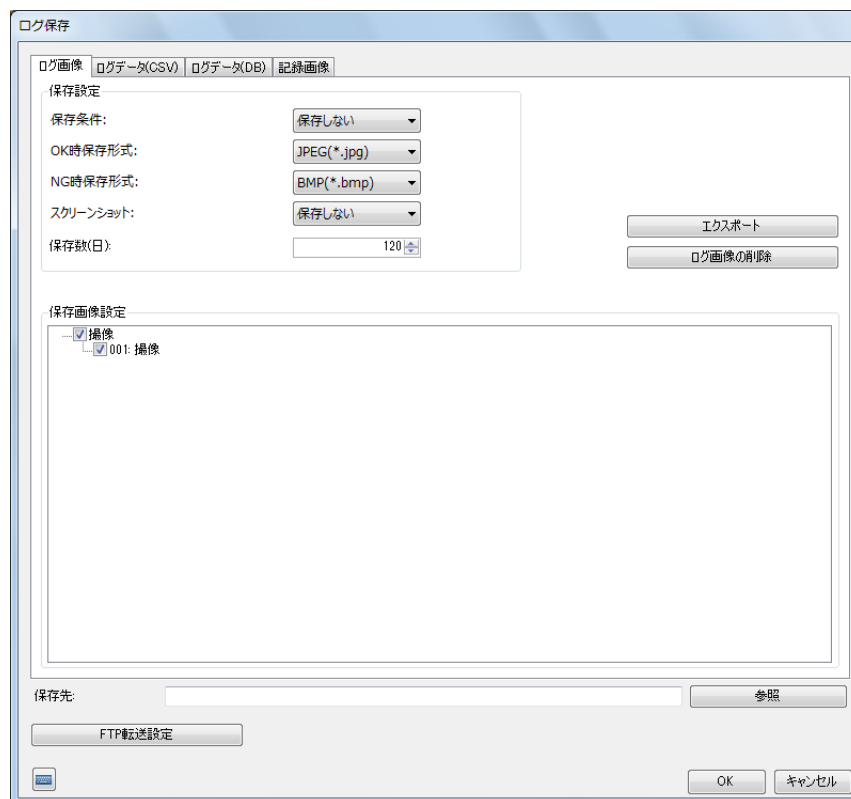 ログ保存
ログ画像 ログデータ(CSV) ログデータ(DB) 記録画像
保存設定
保存条件: 保存しない
OK時保存形式: JPEG(*.jpg)
NG時保存形式: BMP(*.bmp)
スクリーンショット: 保存しない
エクスポート
保存数(日): 120
ログ画像の削除
保存画像設定
撮像
001: 撮像
保存先: 参照
FTP転送設定
OK キャンセル